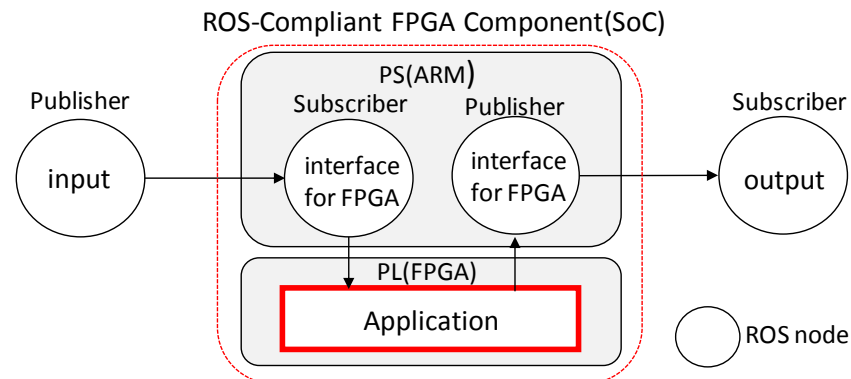 ROS-Compliant FPGA Component(SoC)
PS(ARM)
Publisher
Subscriber
Publisher
Subscriber
input
interface
for FPGA
interface
for FPGA
output
PL(FPGA)
Application
ROS node